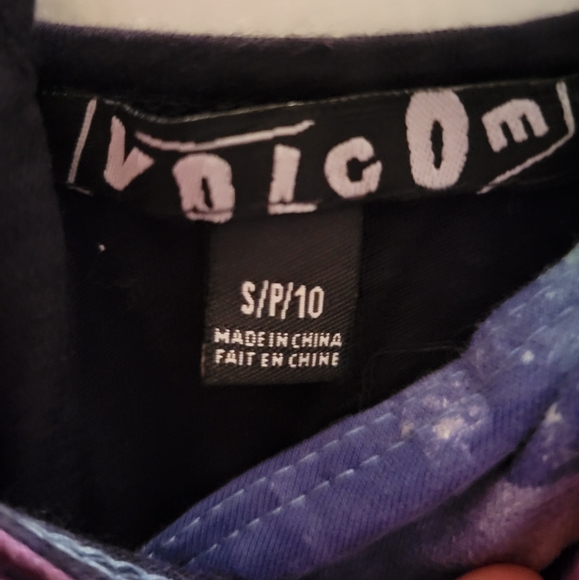 VOLCOm
S/P/10
MADE IN CHINA
FAIT EN CHINE